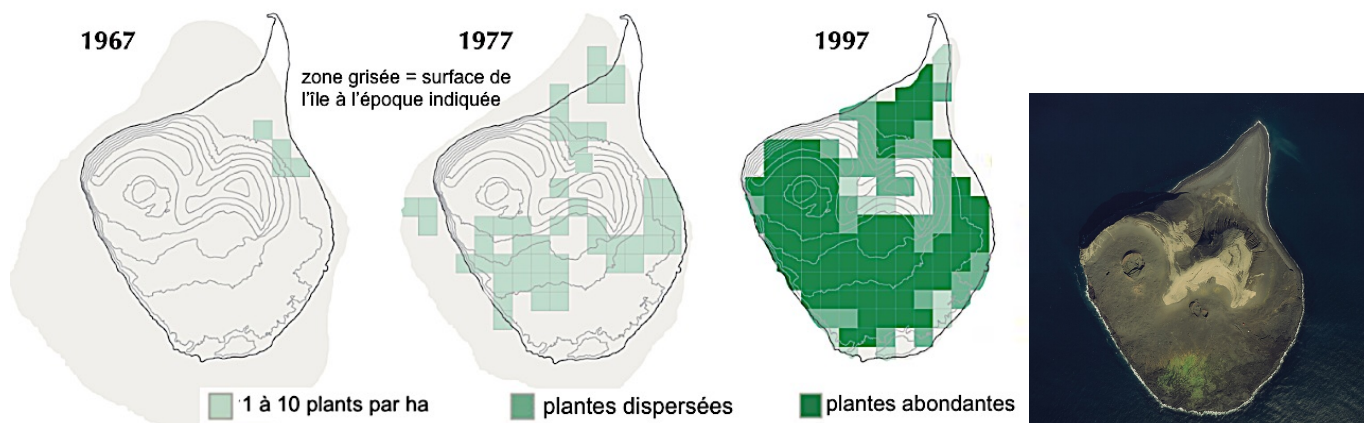 1967
1977
1997
zone grisée = surface de
l'île à l'époque indiquée
1 à 10 plants par ha
plantes dispersées
plantes abondantes